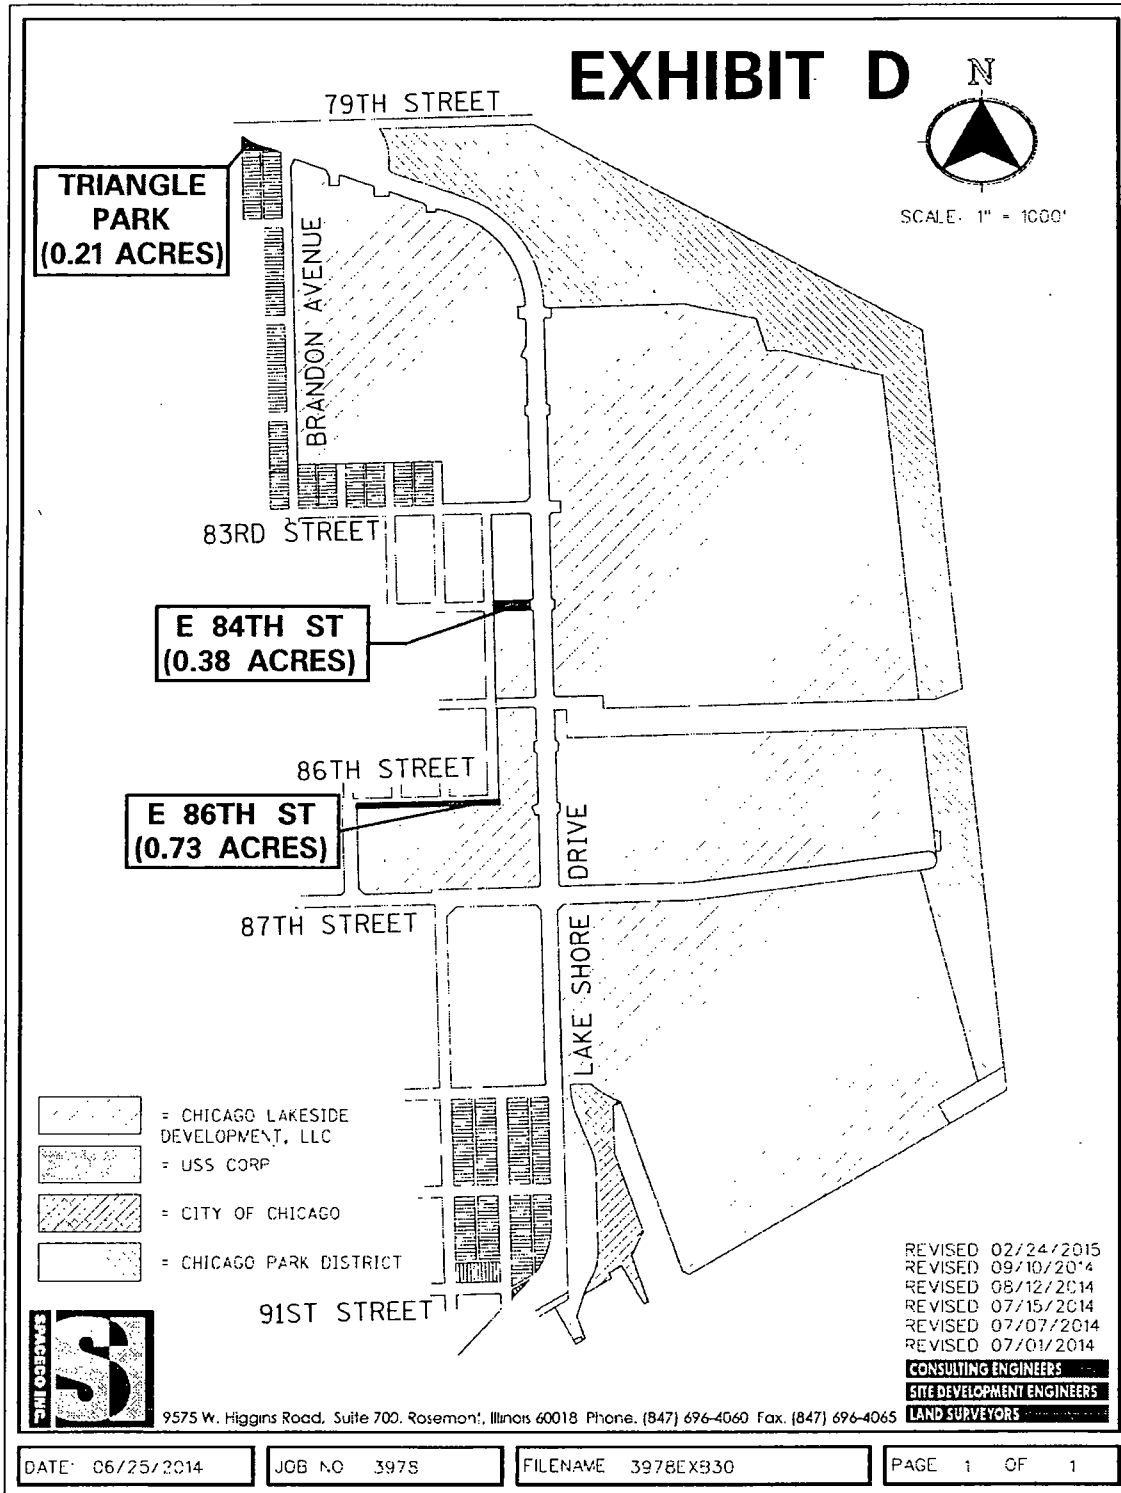 EXHIBIT D
N
SCALE: 1" = 1000'
79TH STREET
TRIANGLE
PARK
(0.21 ACRES)
BRANDON AVENUE
83RD STREET
E 84TH ST
(0.38 ACRES)
86TH STREET
E 86TH ST
(0.73 ACRES)
87TH STREET
LAKE SHORE DRIVE
= CHICAGO LAKESIDE
DEVELOPMENT, LLC
= USS CORP
= CITY OF CHICAGO
= CHICAGO PARK DISTRICT
91ST STREET
REVISED 02/24/2015
REVISED 09/10/2014
REVISED 08/12/2014
REVISED 07/15/2014
REVISED 07/07/2014
REVISED 07/01/2014
CONSULTING ENGINEERS
SITE DEVELOPMENT ENGINEERS
LAND SURVEYORS
SPACECO INC.
9575 W. Higgins Road, Suite 700, Rosemont, Illinois 60018 Phone: (847) 696-4060 Fax: (847) 696-4065
DATE: 06/25/2014
JOB NO 3978
FILENAME 3978EXB30
PAGE 1 OF 1